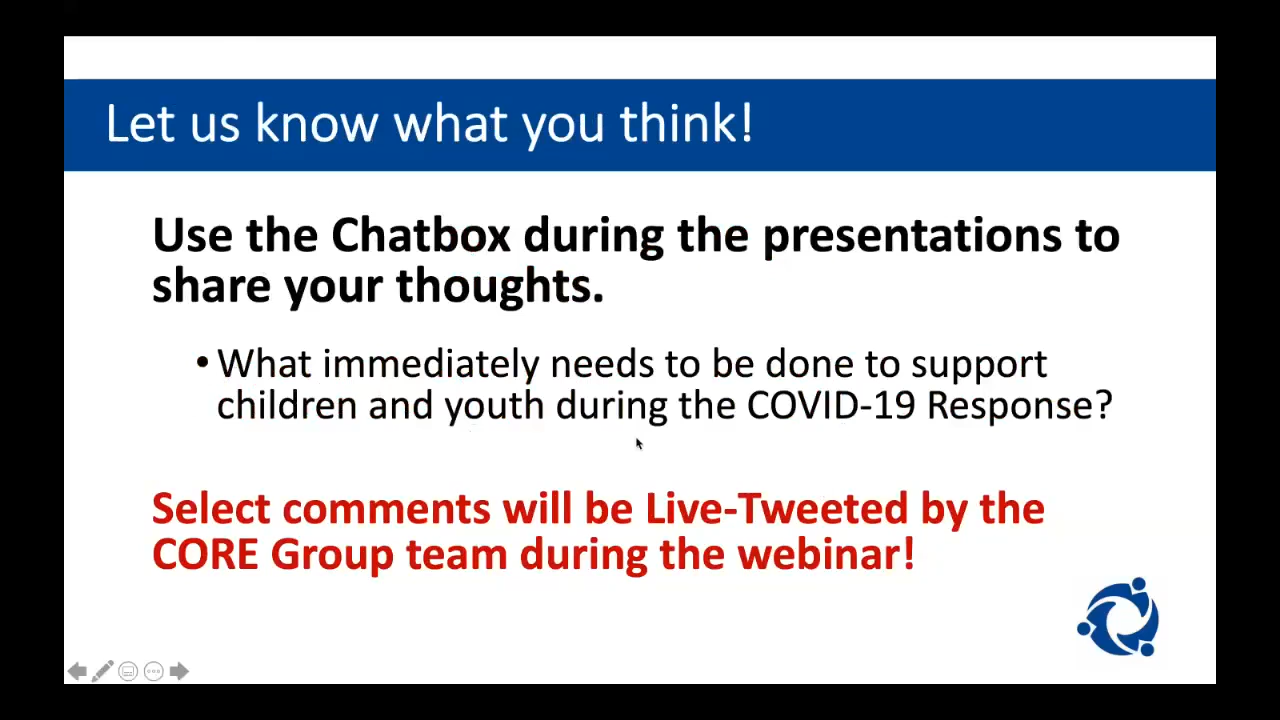 Let us know what you think!
Use the Chatbox during the presentations to
share your thoughts.
• What immediately needs to be done to support
children and youth during the COVID-19 Response?
Select comments will be Live-Tweeted by the
CORE Group team during the webinar!